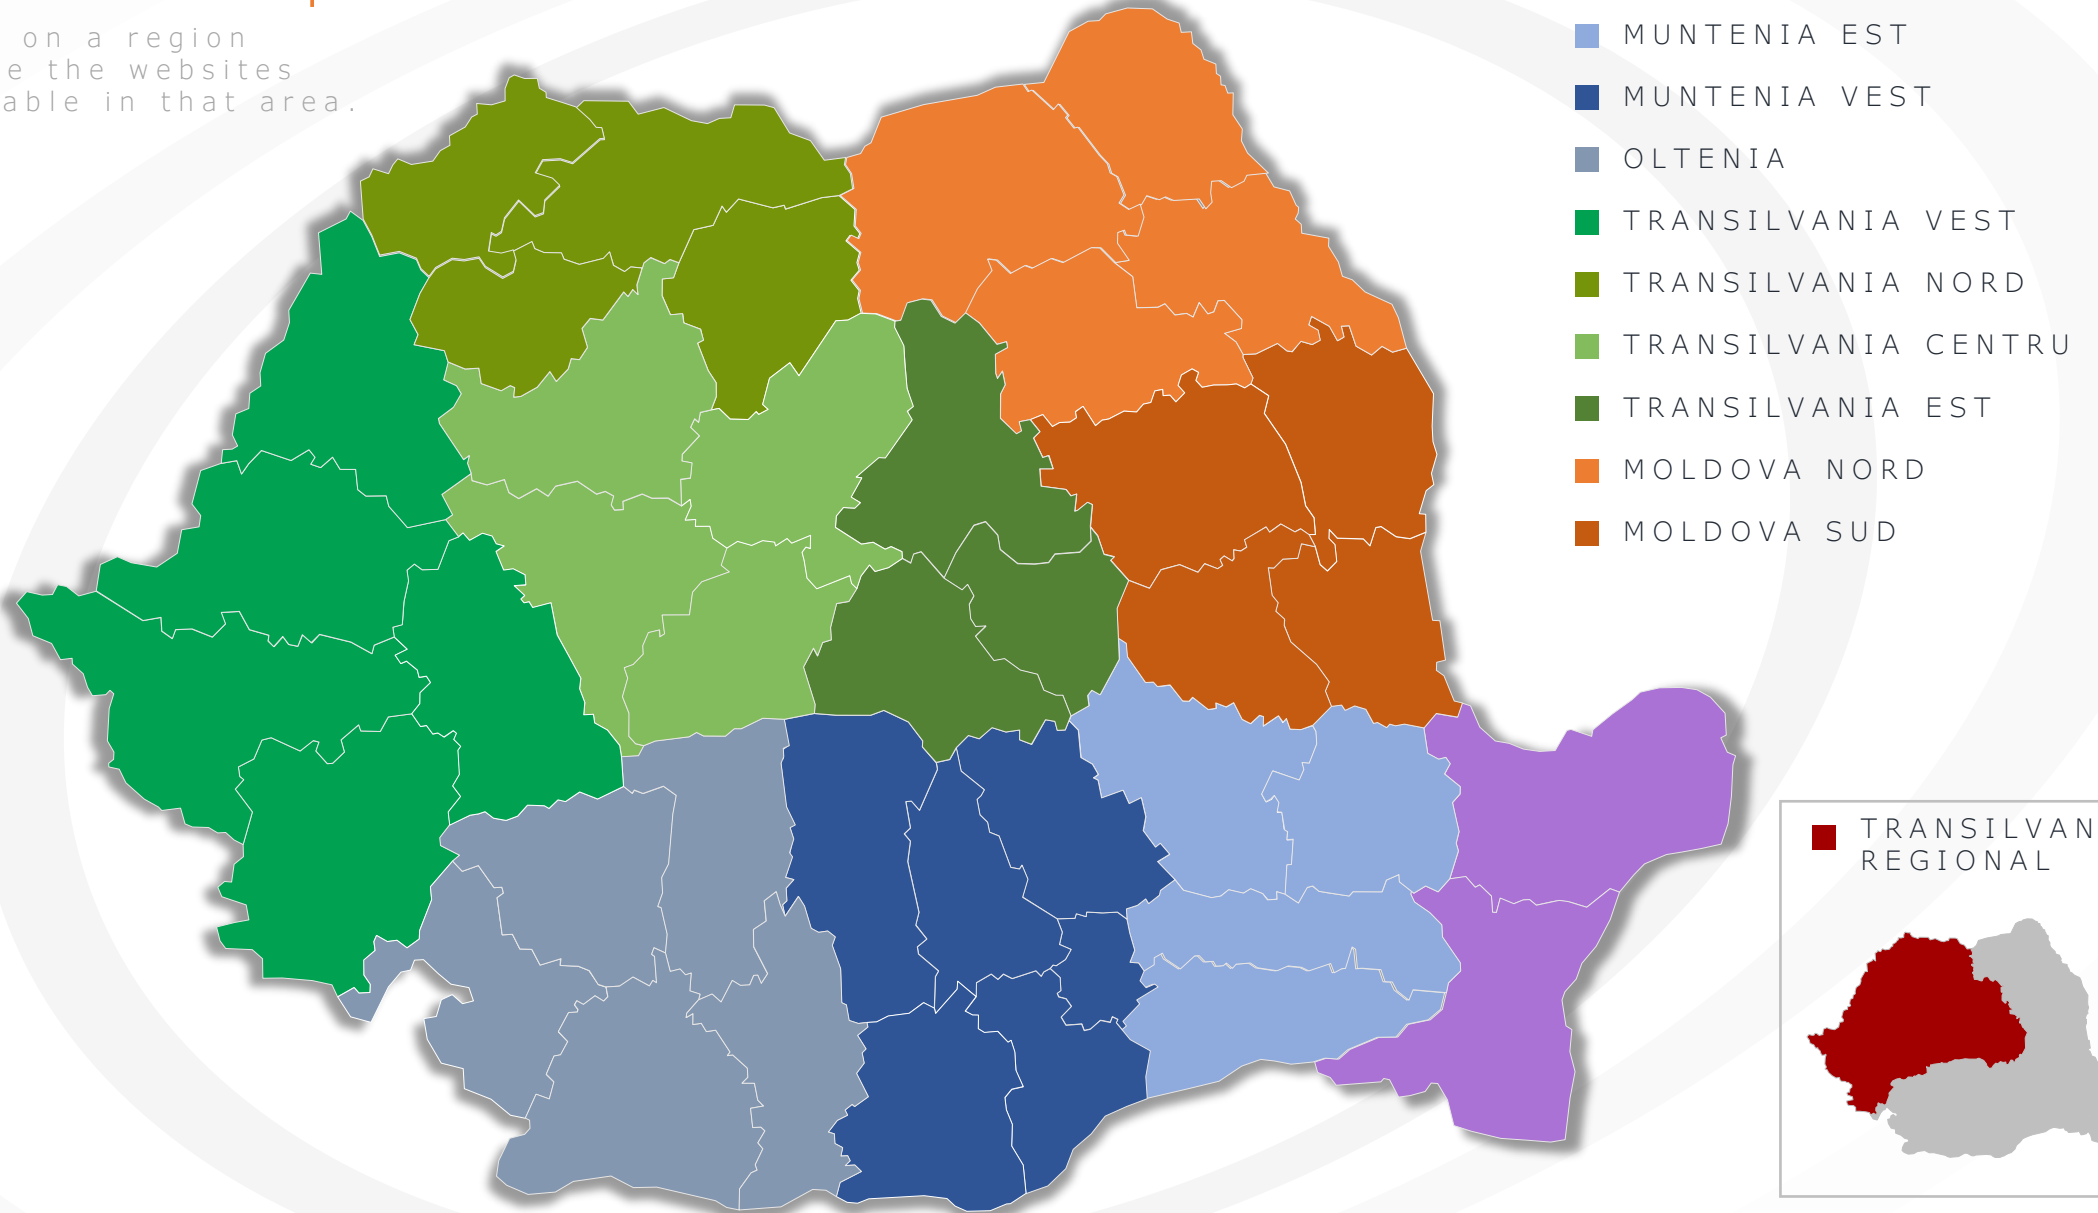 on a region
e the websites
able in that area.
MUNTENIA EST
MUNTENIA VEST
OLTENIA
TRANSILVANIA VEST
TRANSILVANIA NORD
TRANSILVANIA CENTRU
TRANSILVANIA EST
MOLDOVA NORD
MOLDOVA SUD
TRANSILVAN
REGIONAL